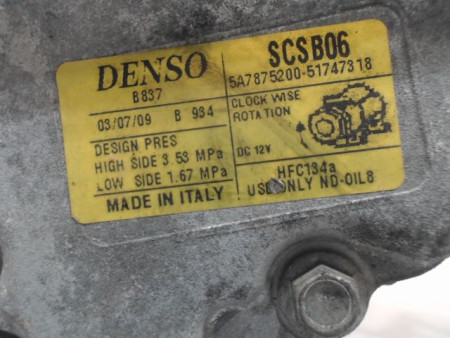 DENSO
B837
03/07/09 B 934
DESIGN PRES
HIGH SIDE 3.53 MPa
LOW SIDE 1.67 MPa
MADE IN ITALY
SCSB06
5A7875200-51747318
CLOCK WISE
ROTATION
DC 12V
HFC134a
USE ONLY ND-OIL8